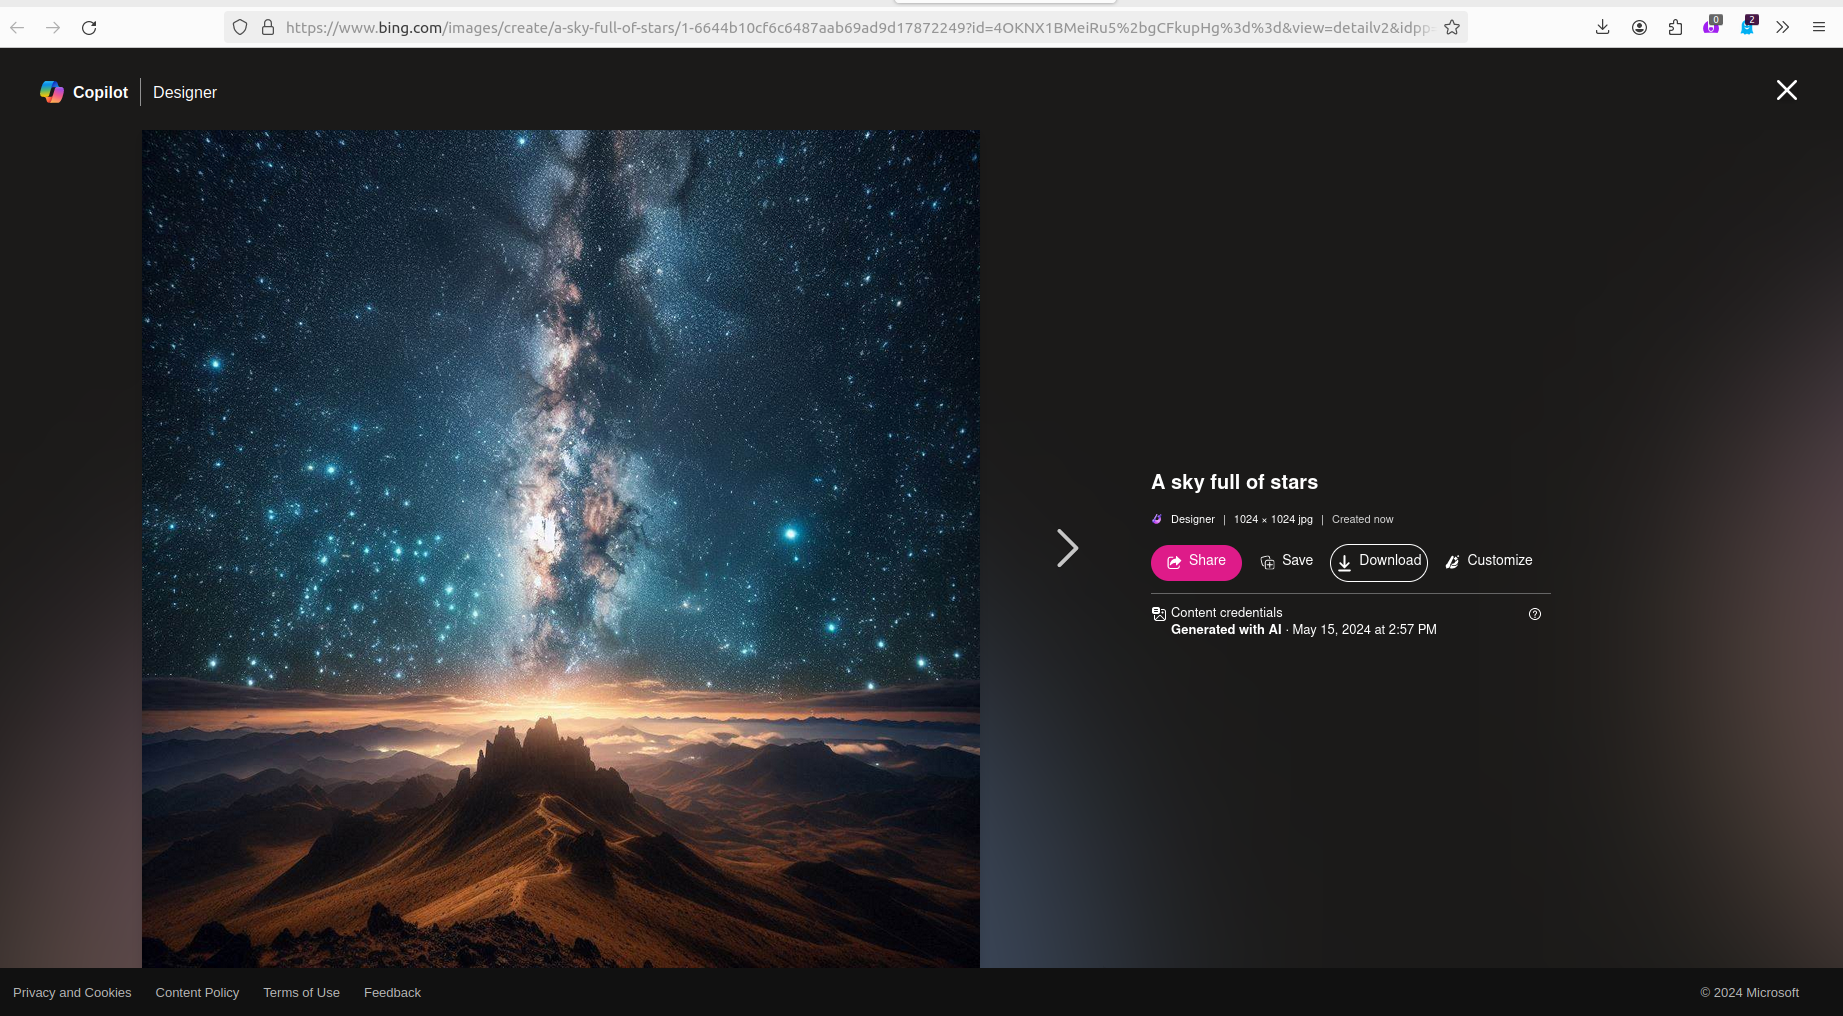 https://www.bing.com/images/create/a-sky-full-of-stars/1-6644b10cf6c6487aab69ad9d17872249?id=4OKNX1BMeiRu5%2bgCFkupHg%3d%3d&view=detailv2&idpp=
0
2
Copilot | Designer
A sky full of stars
Designer | 1024 × 1024 jpg | Created now
Share Save Download Customize
Content credentials
Generated with AI · May 15, 2024 at 2:57 PM
Privacy and Cookies Content Policy Terms of Use Feedback © 2024 Microsoft